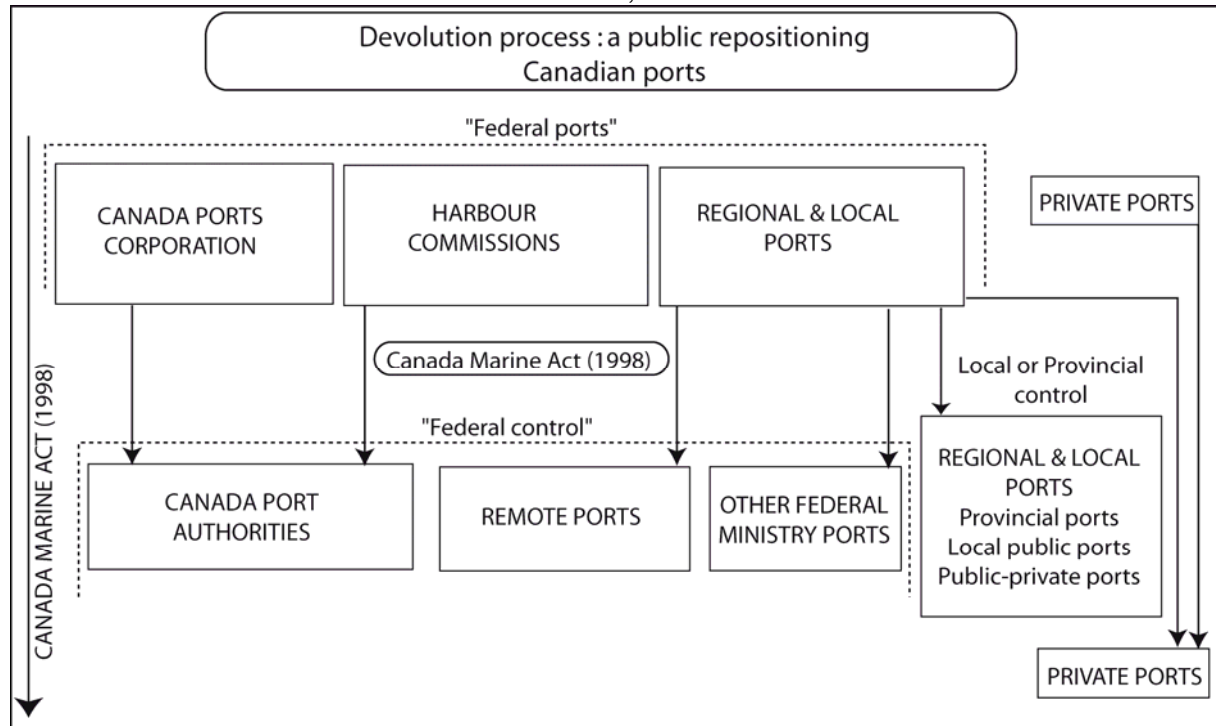 Devolution process : a public repositioning
Canadian ports
"Federal ports"
CANADA PORTS
CORPORATION
HARBOUR
COMMISSIONS
REGIONAL & LOCAL
PORTS
PRIVATE PORTS
CANADA MARINE ACT (1998)
Canada Marine Act (1998)
Local or Provincial
control
"Federal control"
CANADA PORT
AUTHORITIES
REMOTE PORTS
OTHER FEDERAL
MINISTRY PORTS
REGIONAL & LOCAL
PORTS
Provincial ports
Local public ports
Public-private ports
PRIVATE PORTS